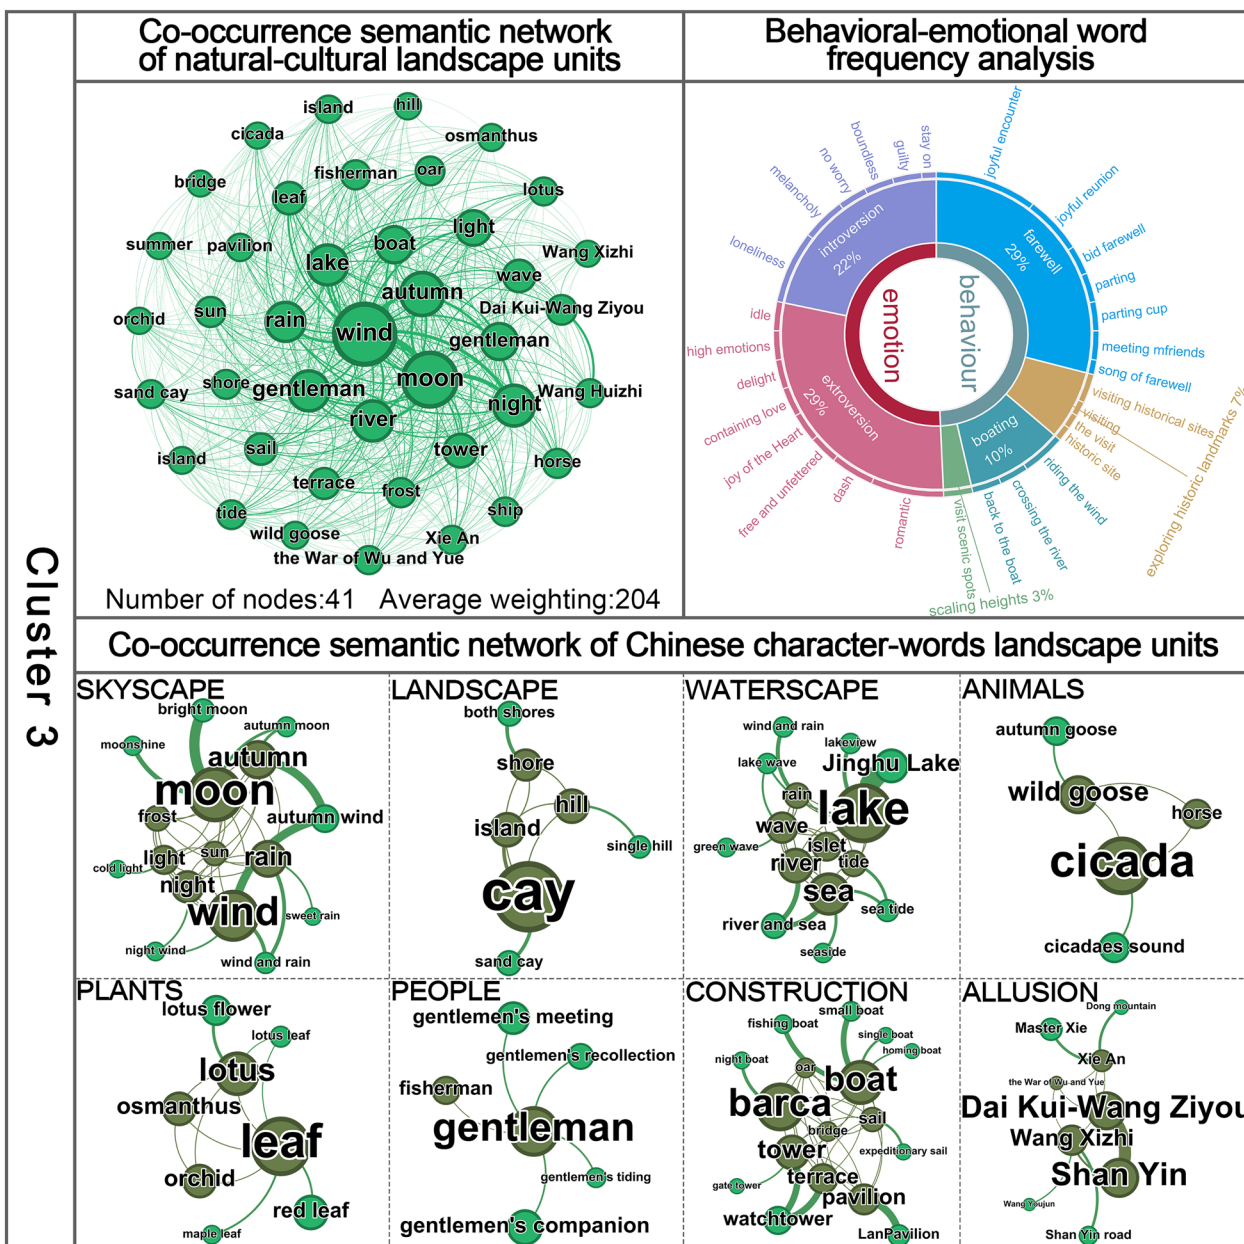 Cluster 3
Co-occurrence semantic network
of natural-cultural landscape units
island
hill
cicada
osmanthus
bridge
fisherman
oar
leaf
lotus
summer
pavilion
light
boat
lake
Wang Xizhi
wave
autumn
Dai Kui-Wang Ziyou
orchid
sun
rain
wind
gentleman
sand cay
shore
gentleman
moon
night
Wang Huizhi
river
island
sail
tower
horse
terrace
frost
tide
ship
wild goose
Xie An
the War of Wu and Yue
Number of nodes:41
Average weighting:204
Behavioral-emotional word
frequency analysis
behaviour
emotion
farewell
29%
boating
10%
extroversion
29%
introversion
22%
joyful encounter
joyful reunion
bid farewell
parting
parting cup
meeting mfriends
song of farewell
visiting historical sites
visiting
the visit
historic site
exploring historic landmarks 7%
riding the wind
crossing the river
back to the boat
visit scenic spots
scaling heights 3%
romantic
dash
free and unfettered
joy of the Heart
containing love
delight
high emotions
idle
loneliness
melancholy
no worry
boundless
guilty
stay on
Co-occurrence semantic network of Chinese character-words landscape units
SKYSCAPE
bright moon
autumn moon
moonshine
autumn
moon
frost
autumn wind
light
sun
rain
cold light
night
wind
sweet rain
night wind
wind and rain
LANDSCAPE
both shores
shore
hill
island
single hill
cay
sand cay
WATERSCAPE
wind and rain
lakeview
lake wave
Jinghu Lake
rain
lake
wave
green wave
islet
river
tide
sea
sea tide
river and sea
seaside
ANIMALS
autumn goose
wild goose
horse
cicada
cicadaes sound
PLANTS
lotus flower
lotus leaf
lotus
osmanthus
leaf
orchid
red leaf
maple leaf
PEOPLE
gentlemen's meeting
gentlemen's recollection
fisherman
gentleman
gentlemen's tiding
gentlemen's companion
CONSTRUCTION
small boat
fishing boat
single boat
homing boat
night boat
oar
boat
barca
sail
bridge
tower
expeditionary sail
terrace
gate tower
pavilion
watchtower
LanPavilion
ALLUSION
Dong mountain
Master Xie
Xie An
the War of Wu and Yue
Dai Kui-Wang Ziyou
Wang Xizhi
Shan Yin
Wang Youjun
Shan Yin road